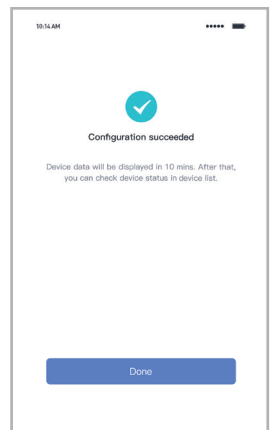 10:14 AM
Configuration succeeded
Device data will be displayed in 10 mins. After that,
you can check device status in device list.
Done